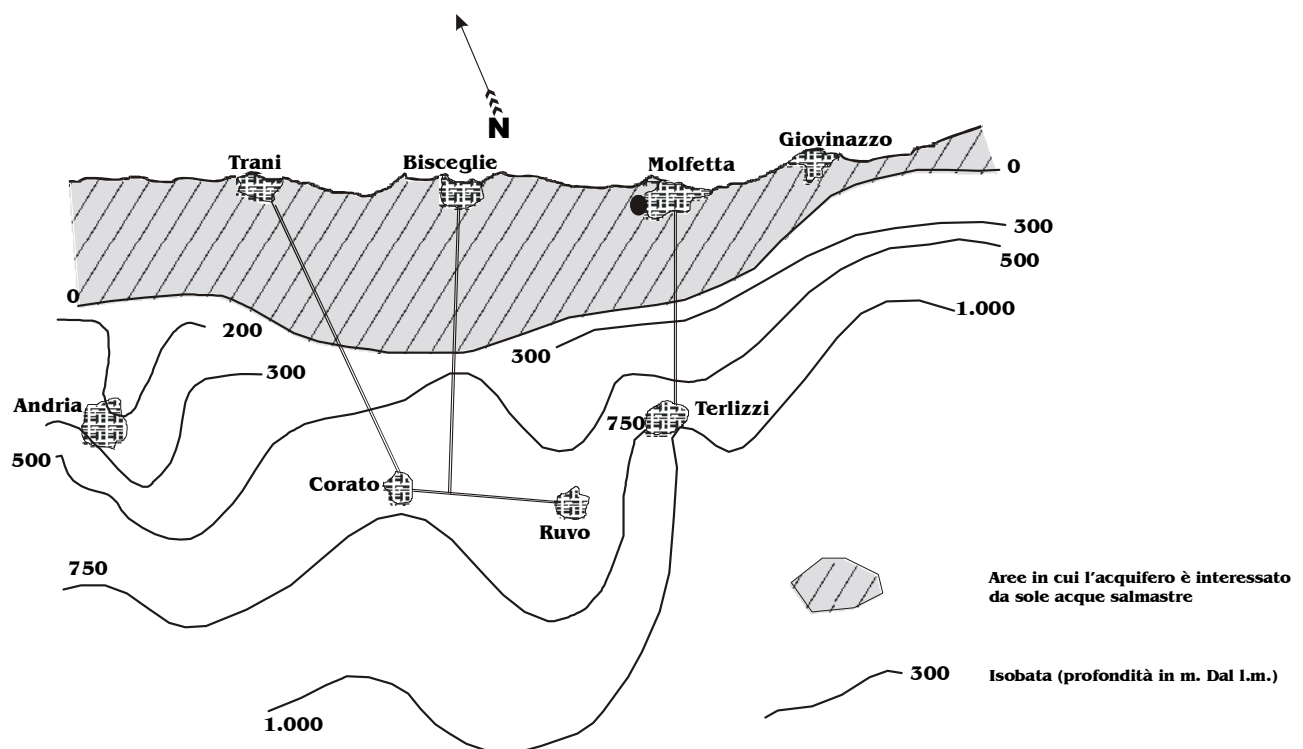 N
Giovinazzo
Trani
Bisceglie
Molfetta
0
300
500
0
1.000
200
300
300
Andria
750
Terlizzi
500
Corato
Ruvo
750
Aree in cui l'acquifero è interessato
da sole acque salmastre
300
Isobata (profondità in m. Dal l.m.)
1.000